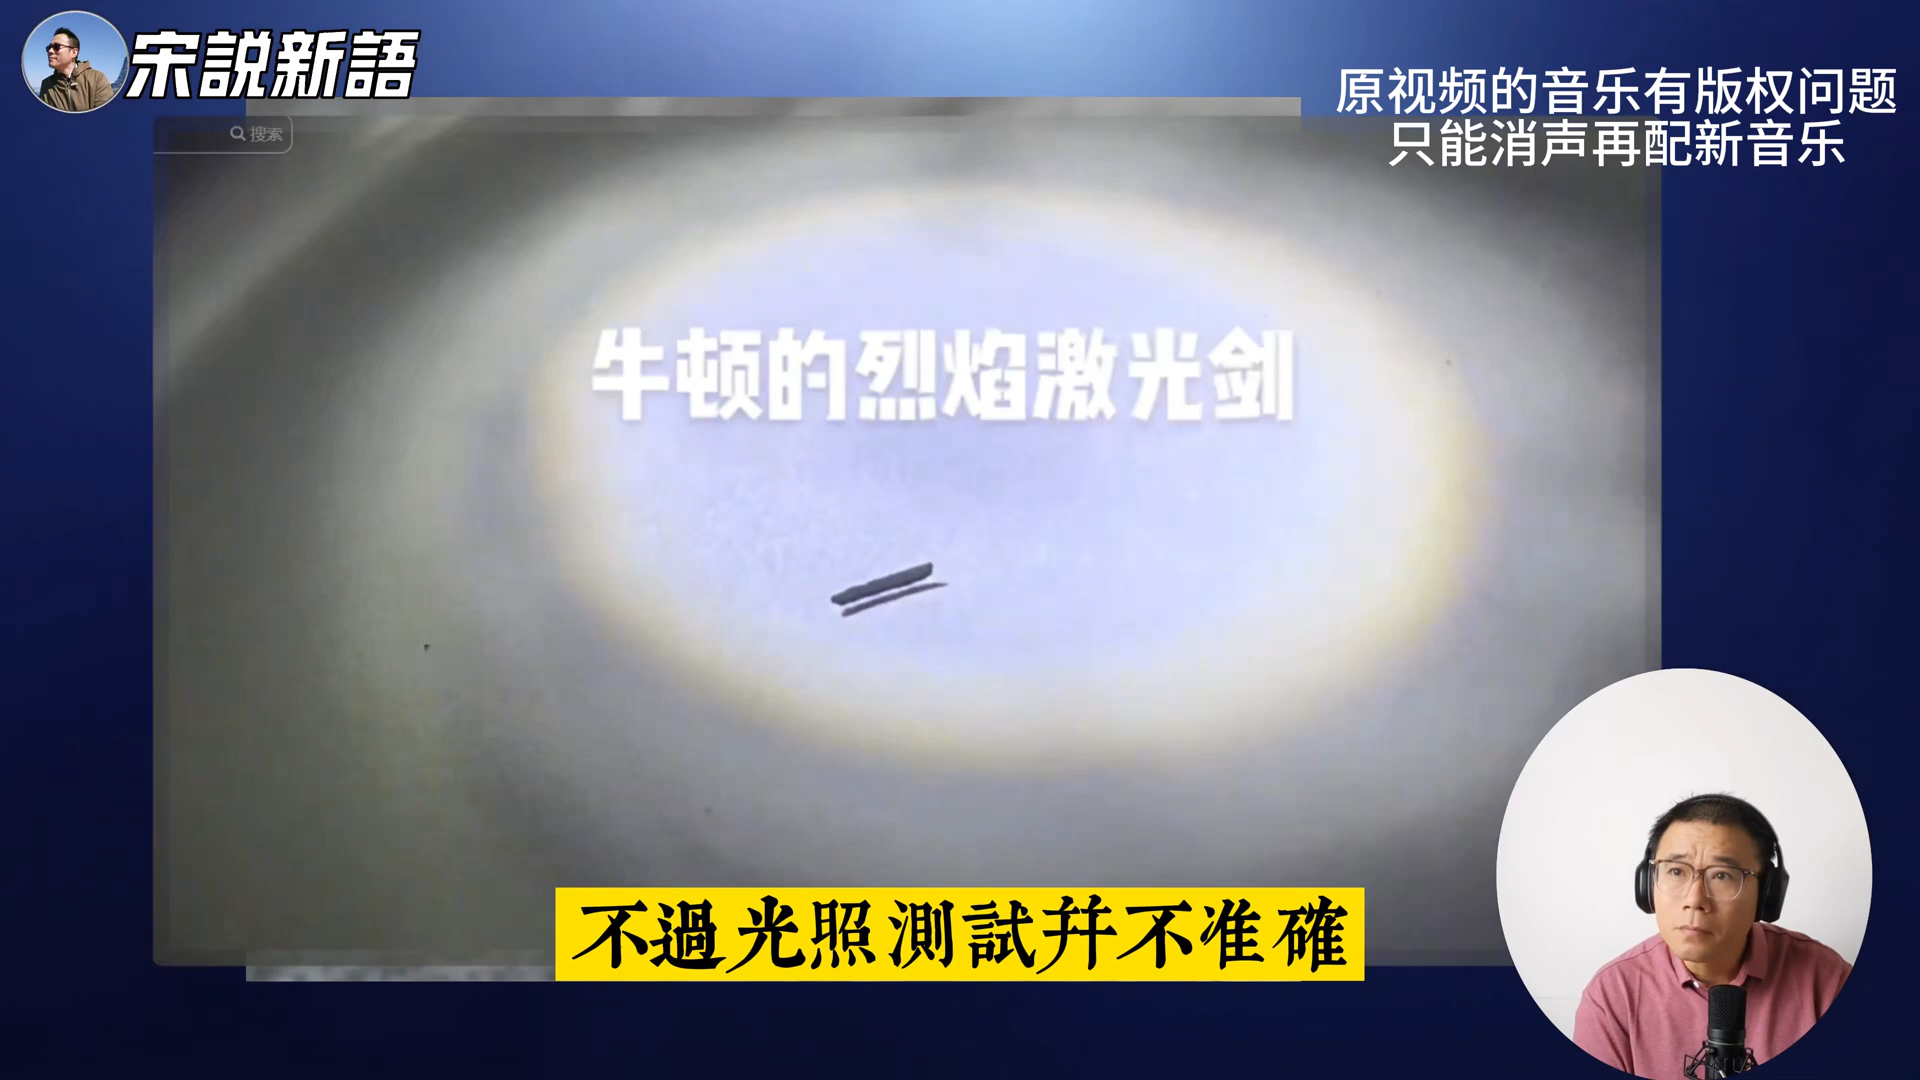 宋説新語
原视频的音乐有版权问题
只能消声再配新音乐
搜索
牛顿的烈焰激光剑
不過光照測試并不准確